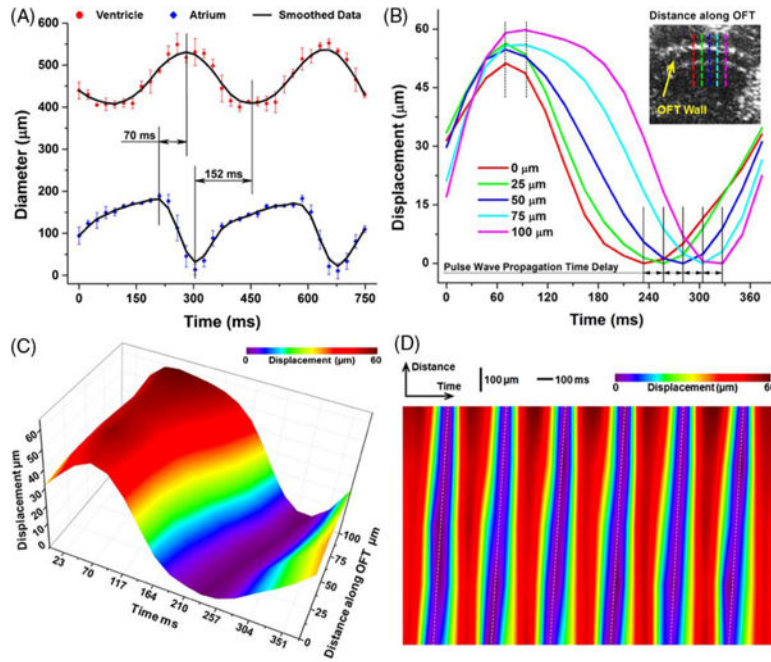 (A)
Ventricle
Atrium
Smoothed Data
Diameter (μm)
600
500
400
300
200
100
0
70 ms
152 ms
0
150
300
450
600
750
Time (ms)
(B)
Displacement (μm)
60
45
30
15
0
Distance along OFT
OFT Wall
0 μm
25 μm
50 μm
75 μm
100 μm
Pulse Wave Propagation Time Delay
0
60
120
180
240
300
360
Time (ms)
(C)
0
60
Displacement (μm)
Displacement μm
60
50
40
30
20
10
0
23
70
117
164
210
257
304
351
Time ms
0
25
50
75
100
Distance along OFT μm
(D)
Distance
Time
100 μm
100 ms
0
60
Displacement (μm)